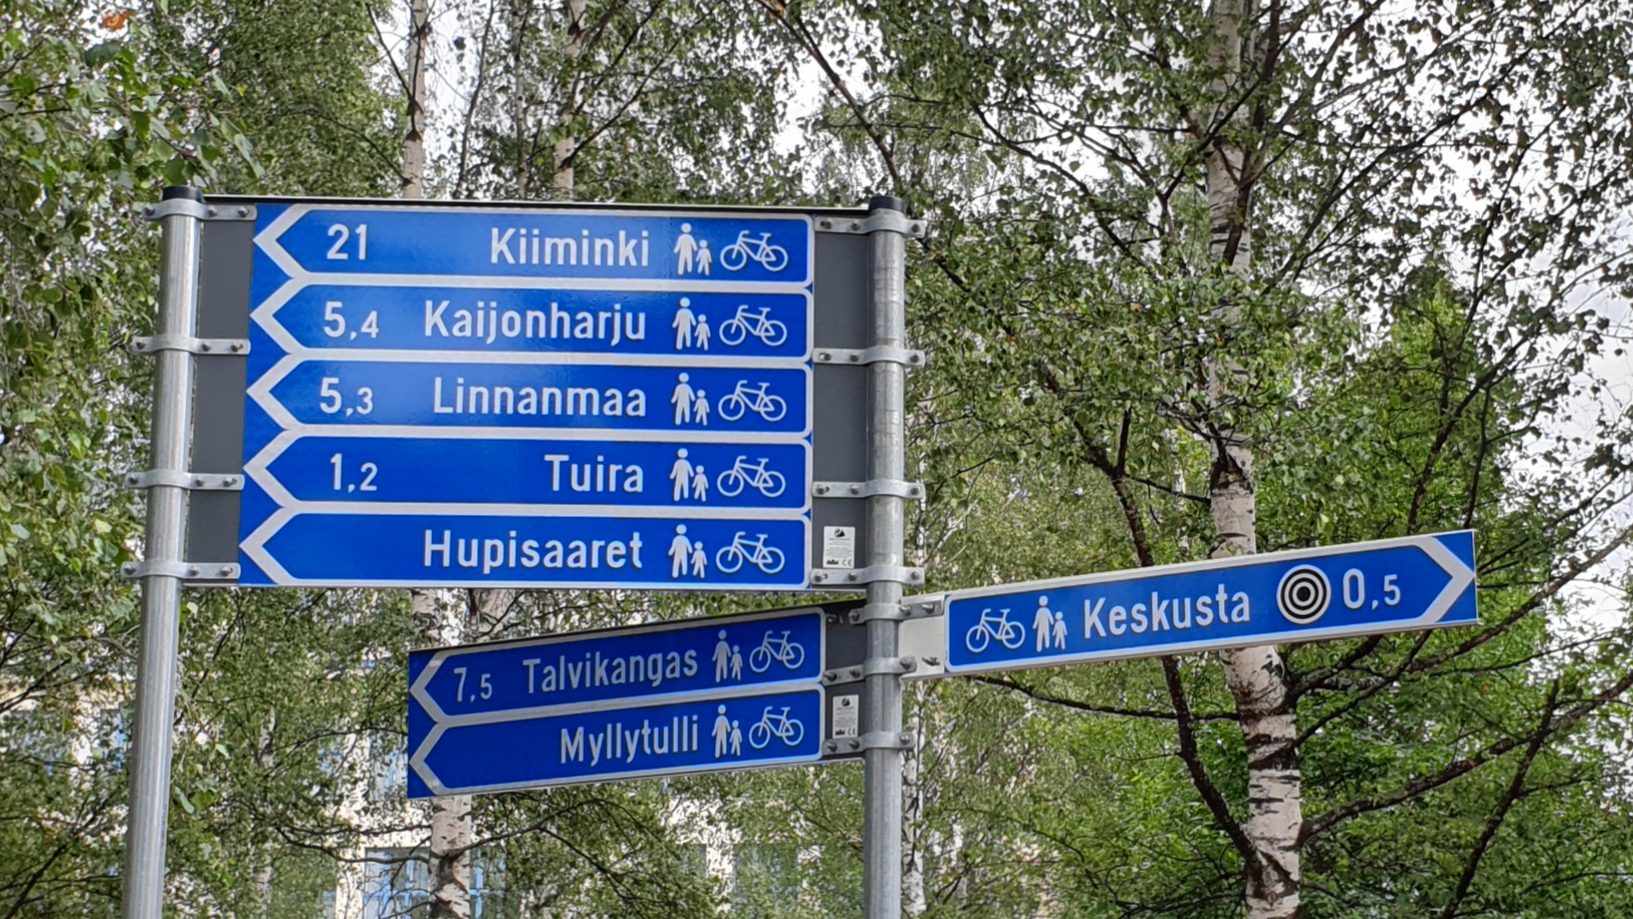 21 Kiiminki
5,4 Kaijonharju
5,3 Linnanmaa
1,2 Tuira
Hupisaaret
Keskusta 0,5
7,5 Talvikangas
Myllytulli